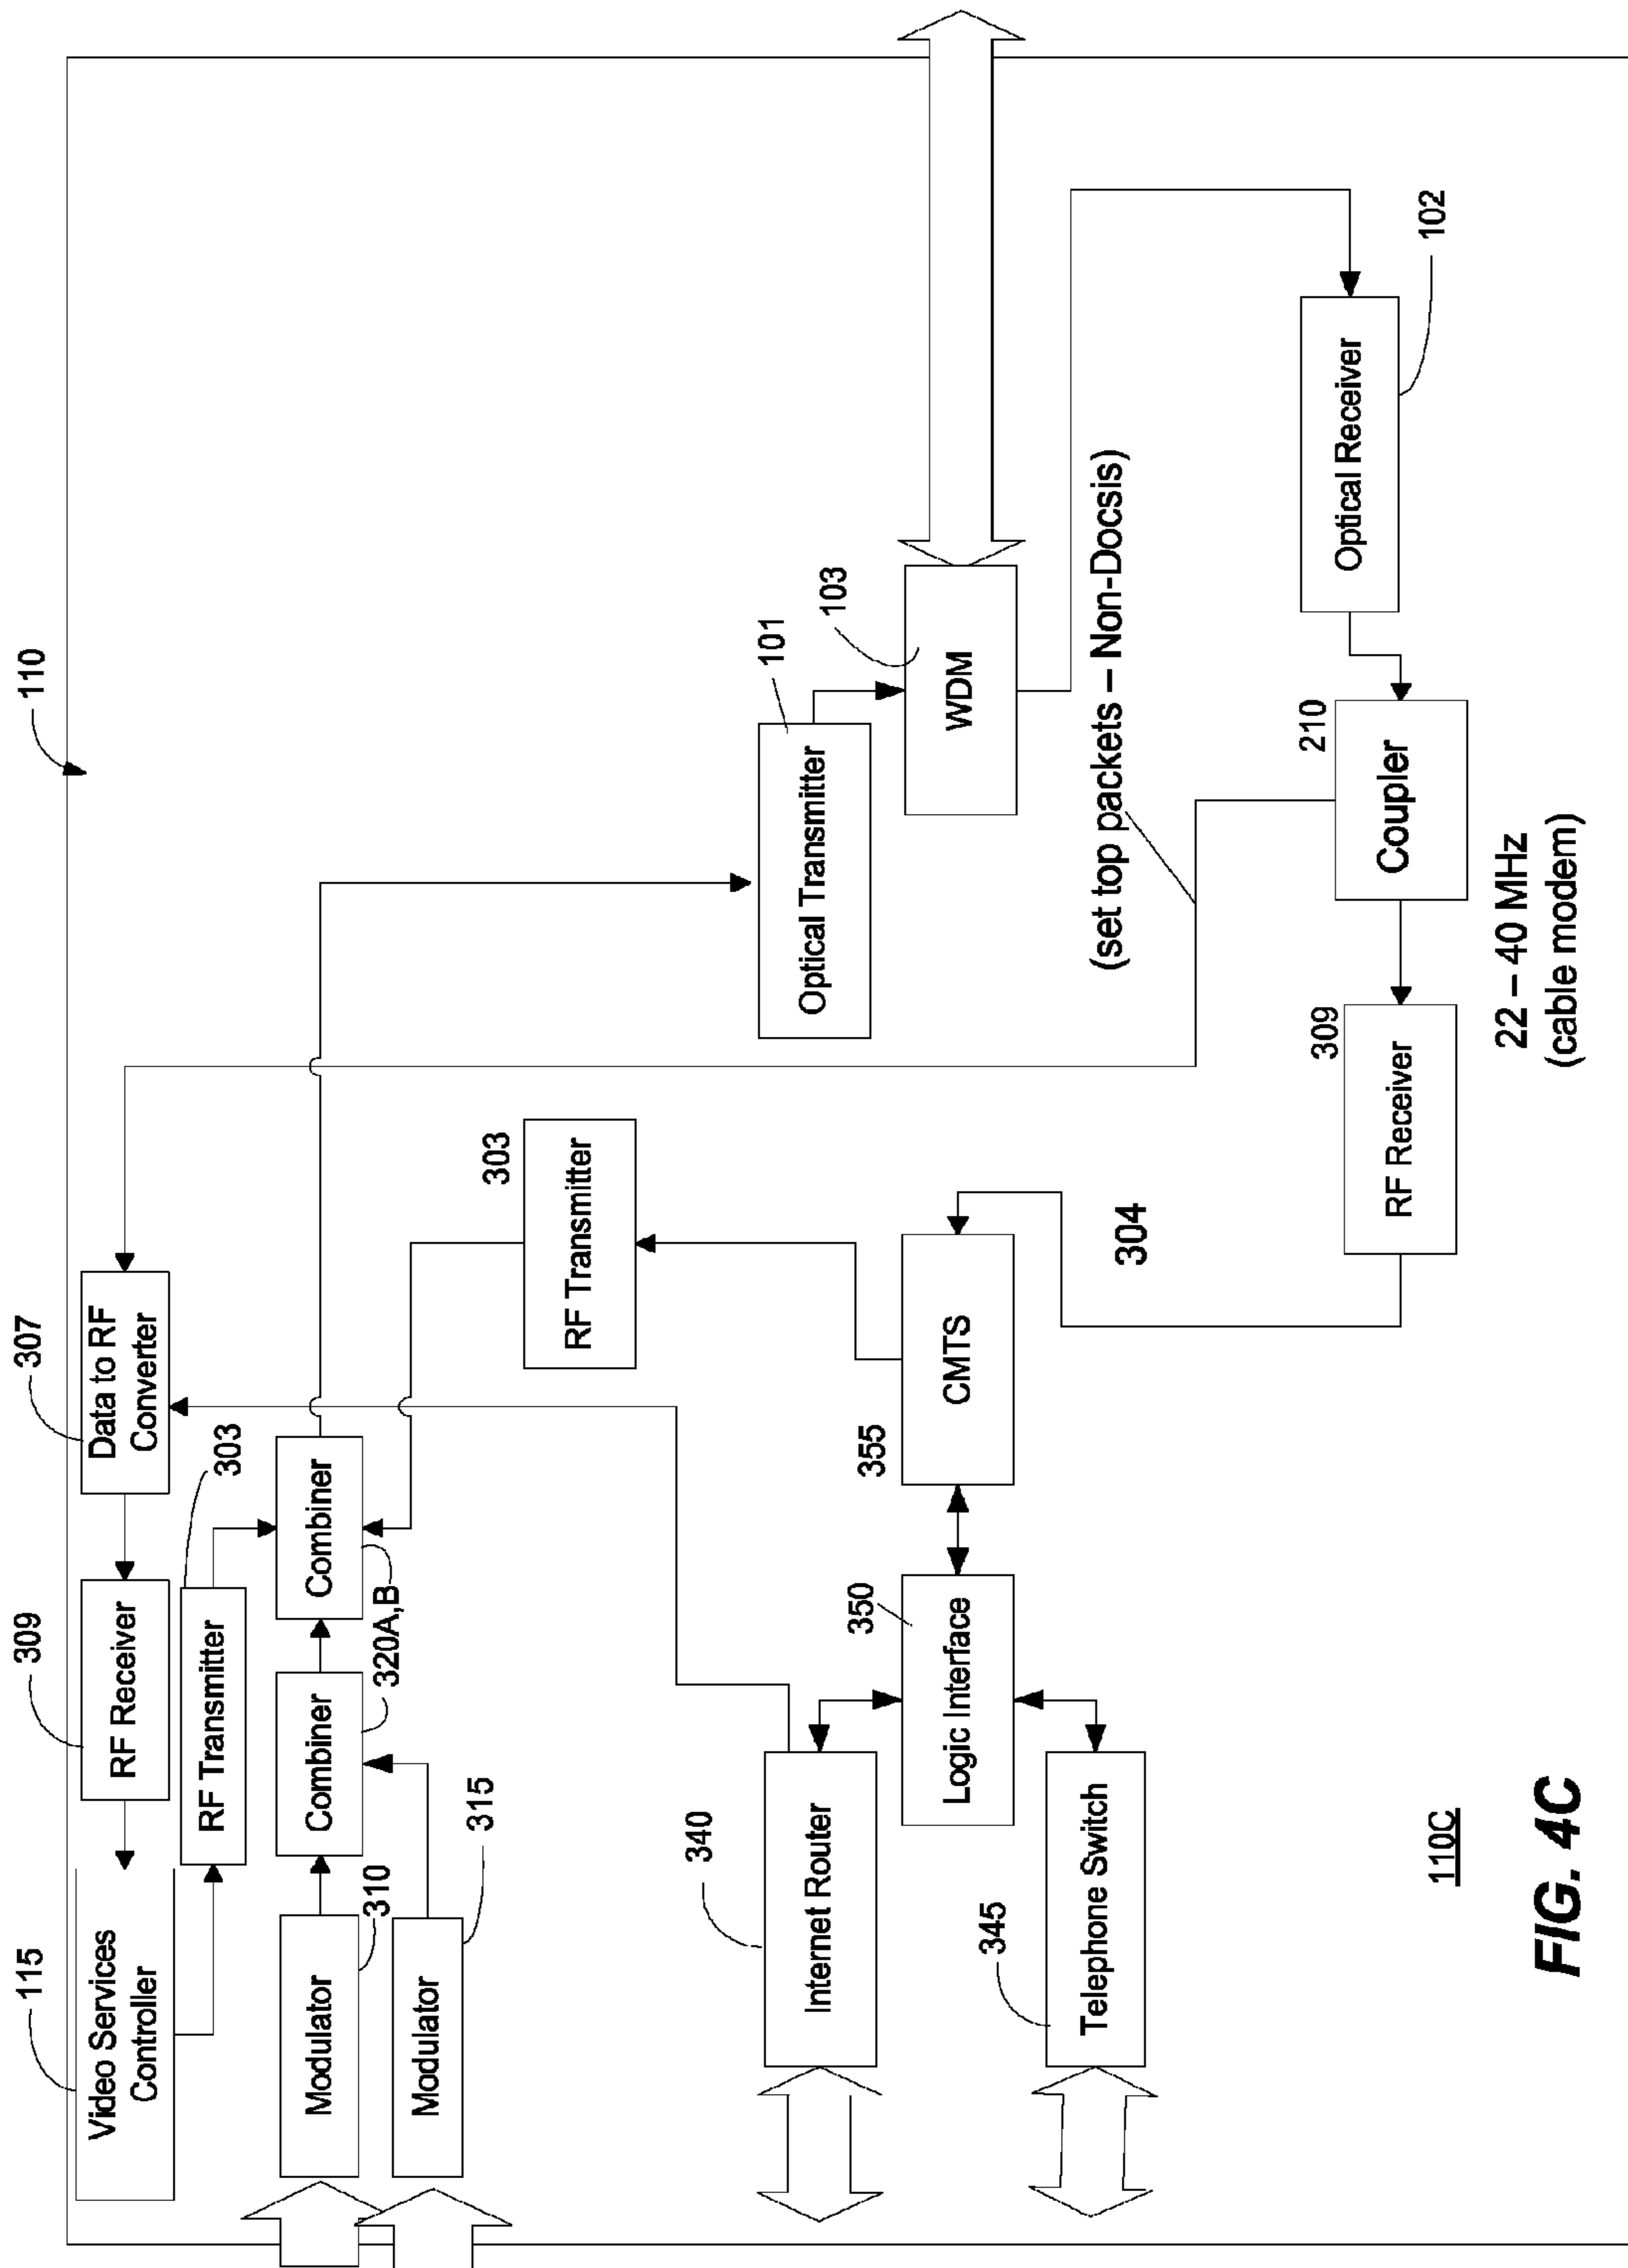 110
115
Video Services
Controller
309
RF Receiver
307
Data to RF
Converter
RF Transmitter
303
Modulator
310
Combiner
320A,B
Combiner
Modulator
315
RF Transmitter
303
Optical Transmitter
101
WDM
103
340
Internet Router
350
Logic Interface
355
CMTS
304
345
Telephone Switch
(set top packets – Non-Docsis)
309
RF Receiver
210
Coupler
Optical Receiver
102
22 – 40 MHz
(cable modem)
110C
FIG. 4C